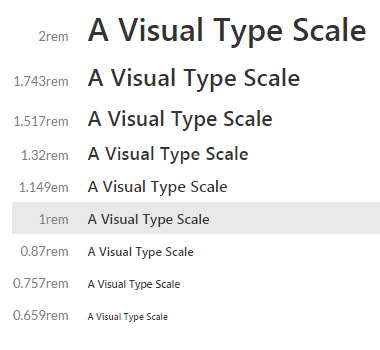 2rem A Visual Type Scale
1.743rem A Visual Type Scale
1.517rem A Visual Type Scale
1.32rem A Visual Type Scale
1.149em A Visual Type Scale
1rem A Visual Type Scale
0.87rem A Visual Type Scale
0.757rem A Visual Type Scale
0.659rem A Visual Type Scale